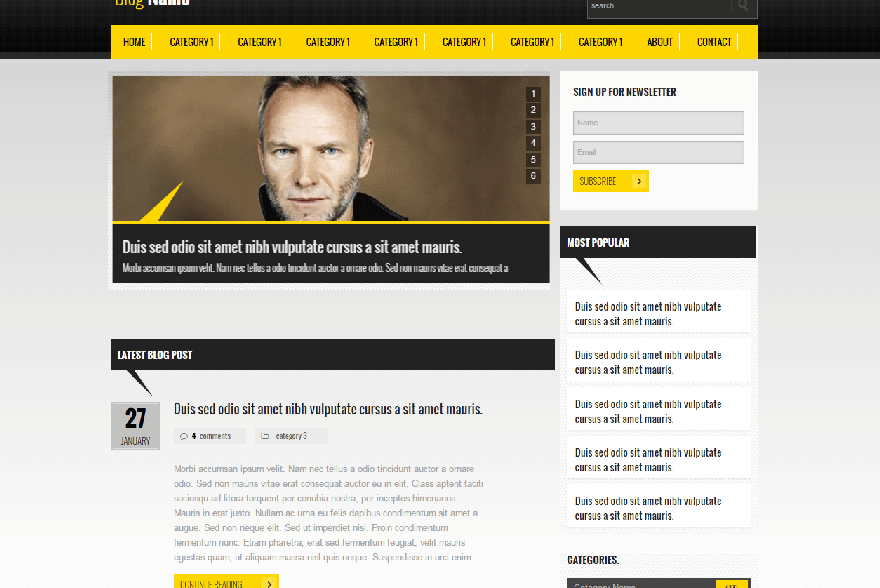 Blog Name
search
HOME CATEGORY 1 CATEGORY 1 CATEGORY 1 CATEGORY 1 CATEGORY 1 CATEGORY 1 CATEGORY 1 ABOUT CONTACT
1
2
3
4
5
6
Duis sed odio sit amet nibh vulputate cursus a sit amet mauris.
Morbi accumsan ipsum velit. Nam nec tellus a odio tincidunt auctor a ornare odio. Sed non mauris vitae erat consequat a
SIGN UP FOR NEWSLETTER
Name
Email
SUBSCRIBE
MOST POPULAR
Duis sed odio sit amet nibh vulputate
cursus a sit amet mauris.
Duis sed odio sit amet nibh vulputate
cursus a sit amet mauris.
Duis sed odio sit amet nibh vulputate
cursus a sit amet mauris.
Duis sed odio sit amet nibh vulputate
cursus a sit amet mauris.
Duis sed odio sit amet nibh vulputate
cursus a sit amet mauris.
CATEGORIES.
Category Name
LATEST BLOG POST
27
JANUARY
Duis sed odio sit amet nibh vulputate cursus a sit amet mauris.
4 comments
category 3
Morbi accumsan ipsum velit. Nam nec tellus a odio tincidunt auctor a ornare
odio. Sed non mauris vitae erat consequat auctor eu in elit. Class aptent taciti
sociosqu ad litora torquent per conubia nostra, per inceptos himenaeos.
Mauris in erat justo. Nullam ac urna eu felis dapibus condimentum sit amet a
augue. Sed non neque elit. Sed ut imperdiet nisi. Proin condimentum
fermentum nunc. Etiam pharetra, erat sed fermentum feugiat, velit mauris
egestas quam, ut aliquam massa nisl quis neque. Suspendisse in orci enim.
CONTINUE READING